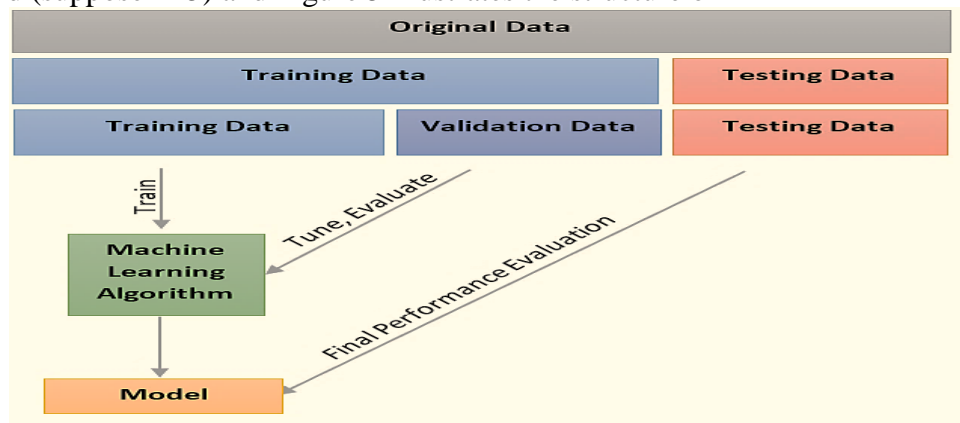 Original Data
Training Data Testing Data
Training Data Validation Data Testing Data
Train
Tune, Evaluate
Final Performance Evaluation
Machine
Learning
Algorithm
Model